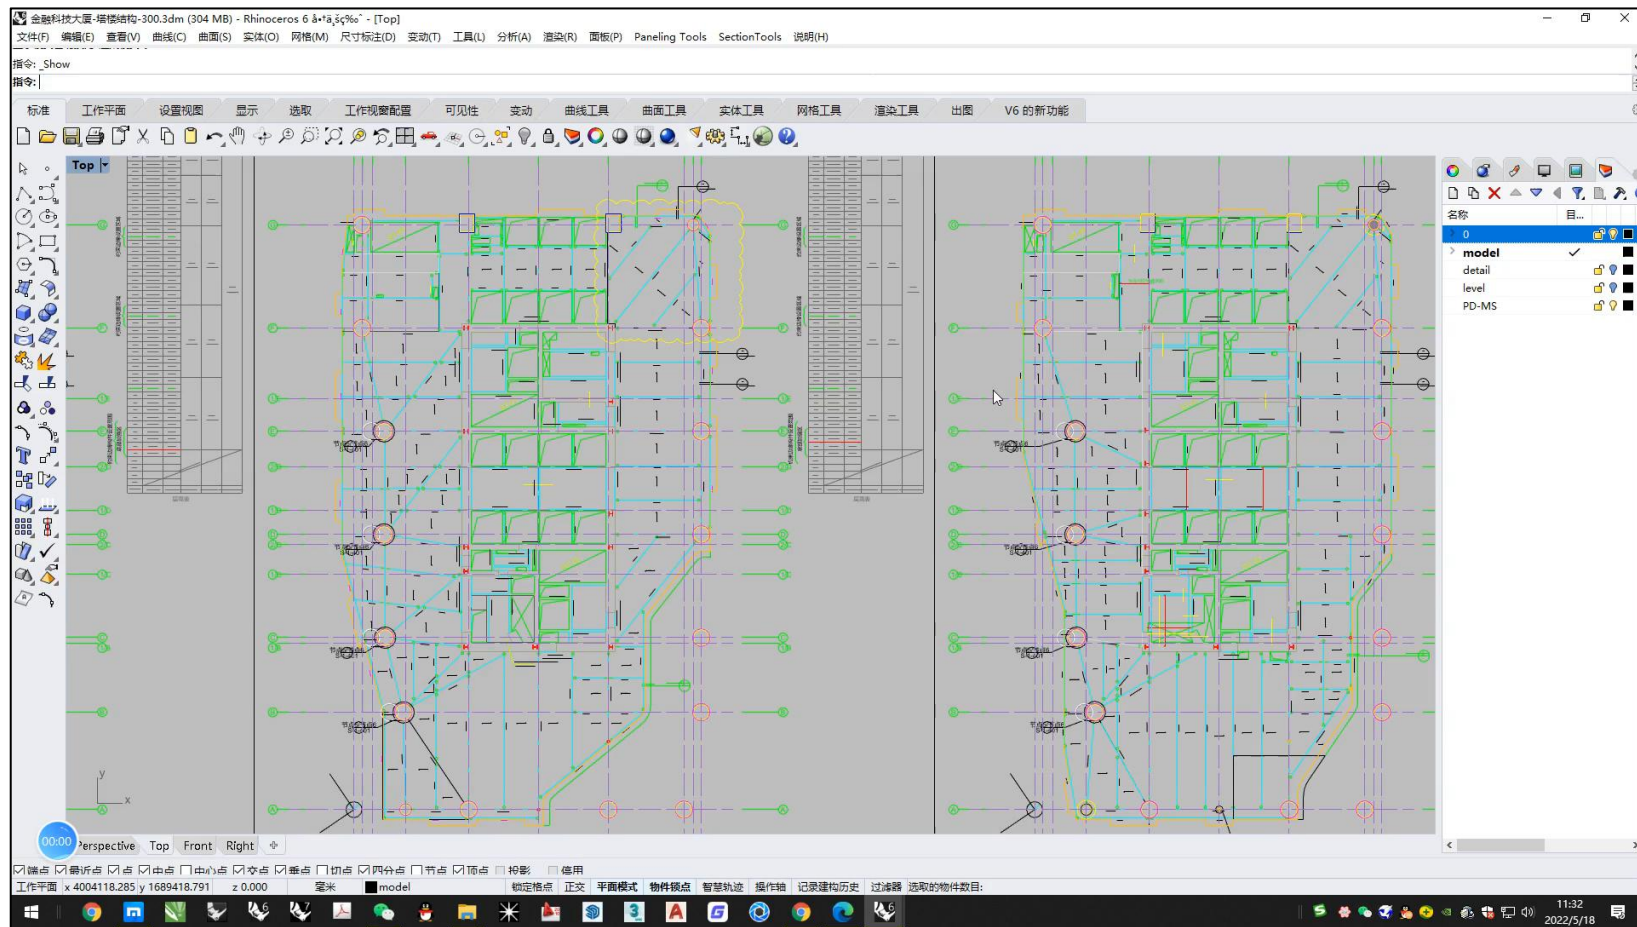 金融科技大厦-塔楼结构-300.3dm (304 MB) - Rhinoceros 6 å•†ä¸šç‰ˆ - [Top]
文件(F) 编辑(E) 查看(V) 曲线(C) 曲面(S) 实体(O) 网格(M) 尺寸标注(D) 变动(T) 工具(L) 分析(A) 渲染(R) 面板(P) Paneling Tools SectionTools 说明(H)
指令: _Show
指令:
标准 工作平面 设置视图 显示 选取 工作视窗配置 可见性 变动 曲线工具 曲面工具 实体工具 网格工具 渲染工具 出图 V6 的新功能
Top
名称 目...
0
model
detail
level
PD-MS
y
x
00:00
Perspective Top Front Right
端点 最近点 点 中点 中心点 交点 垂点 切点 四分点 节点 顶点 投影 停用
工作平面 x 4004118.285 y 1689418.791 z 0.000 毫米 model 锁定格点 正交 平面模式 物件锁点 智慧轨迹 操作轴 记录建构历史 过滤器 选取的物件数目:
11:32
2022/5/18